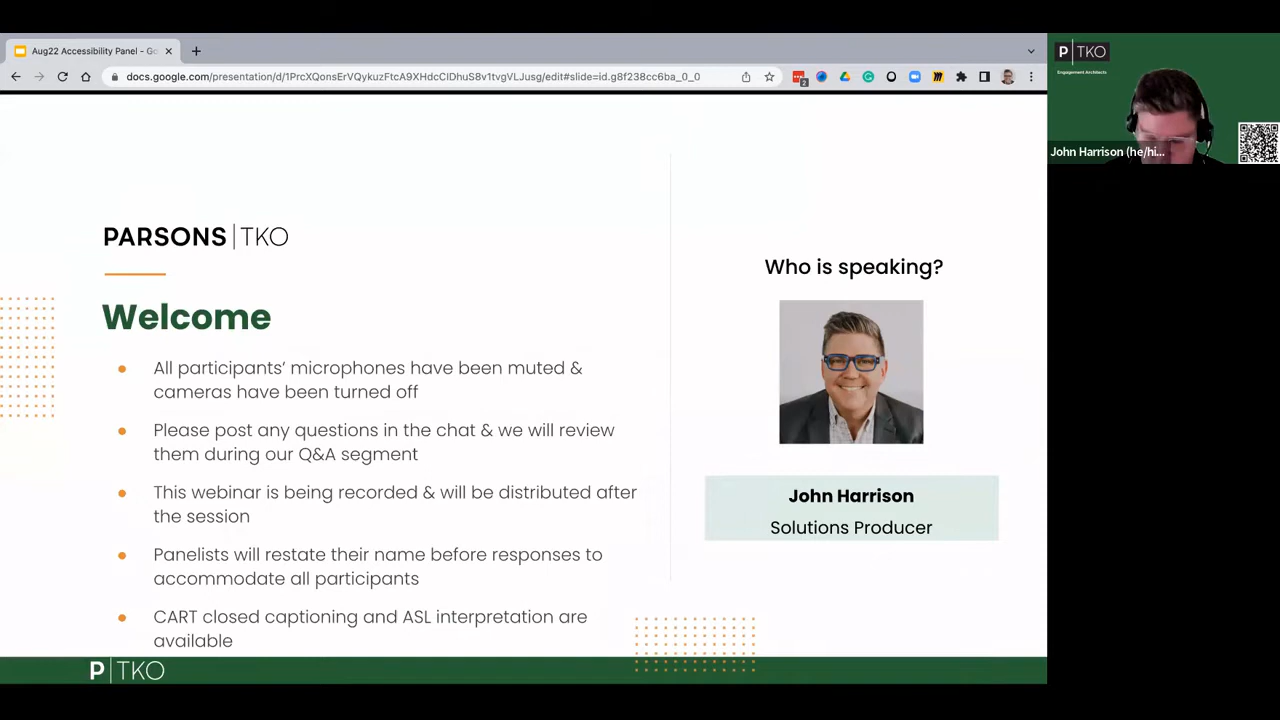 Aug22 Accessibility Panel - Go
docs.google.com/presentation/d/1PrcXQonsErVQykuzFtoA9XHdcCIDhuS8v1tvgVLJusg/edit#slide=id.g8f238cc6ba_0_0
2
P|TKO
Engagement Architects
John Harrison (he/hi...
PARSONS|TKO
Welcome
All participants' microphones have been muted &
cameras have been turned off
Please post any questions in the chat & we will review
them during our Q&A segment
This webinar is being recorded & will be distributed after
the session
Panelists will restate their name before responses to
accommodate all participants
CART closed captioning and ASL interpretation are
available
Who is speaking?
John Harrison
Solutions Producer
P|TKO